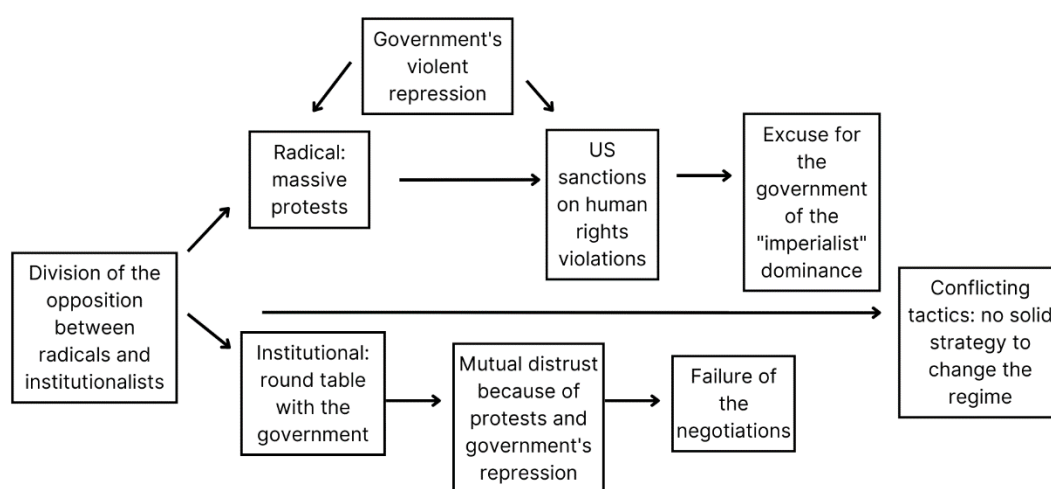 Government's
violent
repression
Radical:
massive
protests
US
sanctions
on human
rights
violations
Excuse for
the
government
of the
"imperialist"
dominance
Division of the
opposition
between
radicals and
institutionalists
Conflicting
tactics: no solid
strategy to
change the
regime
Institutional:
round table
with the
government
Mutual distrust
because of
protests and
government's
repression
Failure of
the
negotiations